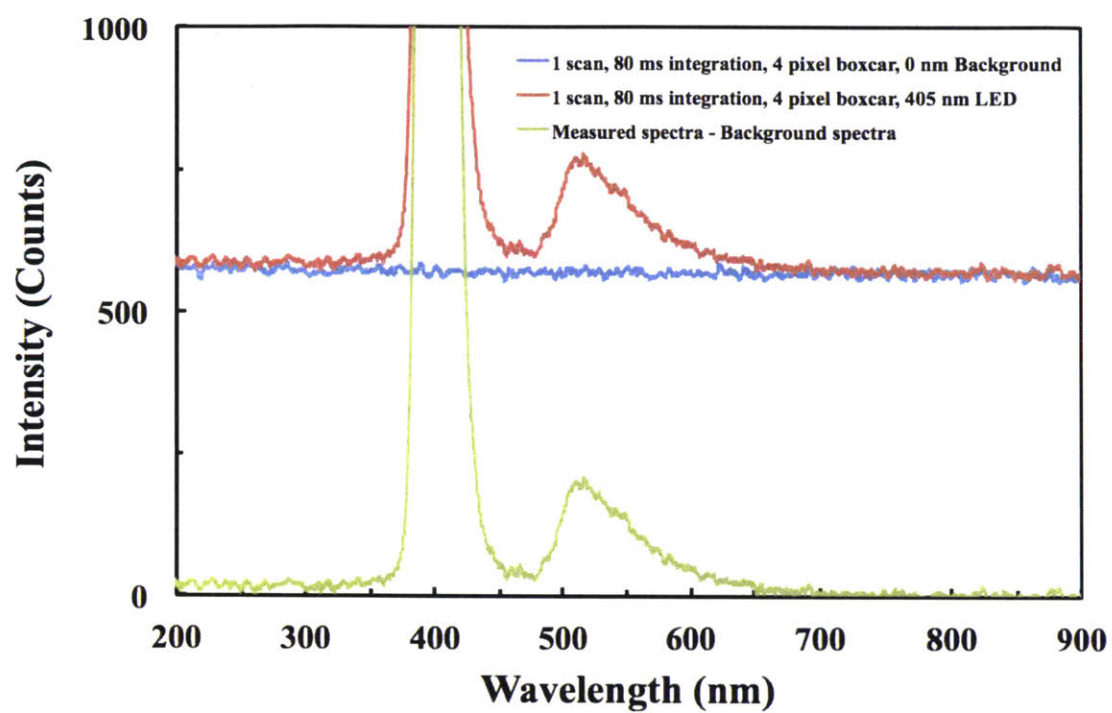 1000
1 scan, 80 ms integration, 4 pixel boxcar, 0 nm Background
1 scan, 80 ms integration, 4 pixel boxcar, 405 nm LED
Measured spectra - Background spectra
Intensity (Counts)
500
0
200 300 400 500 600 700 800 900
Wavelength (nm)